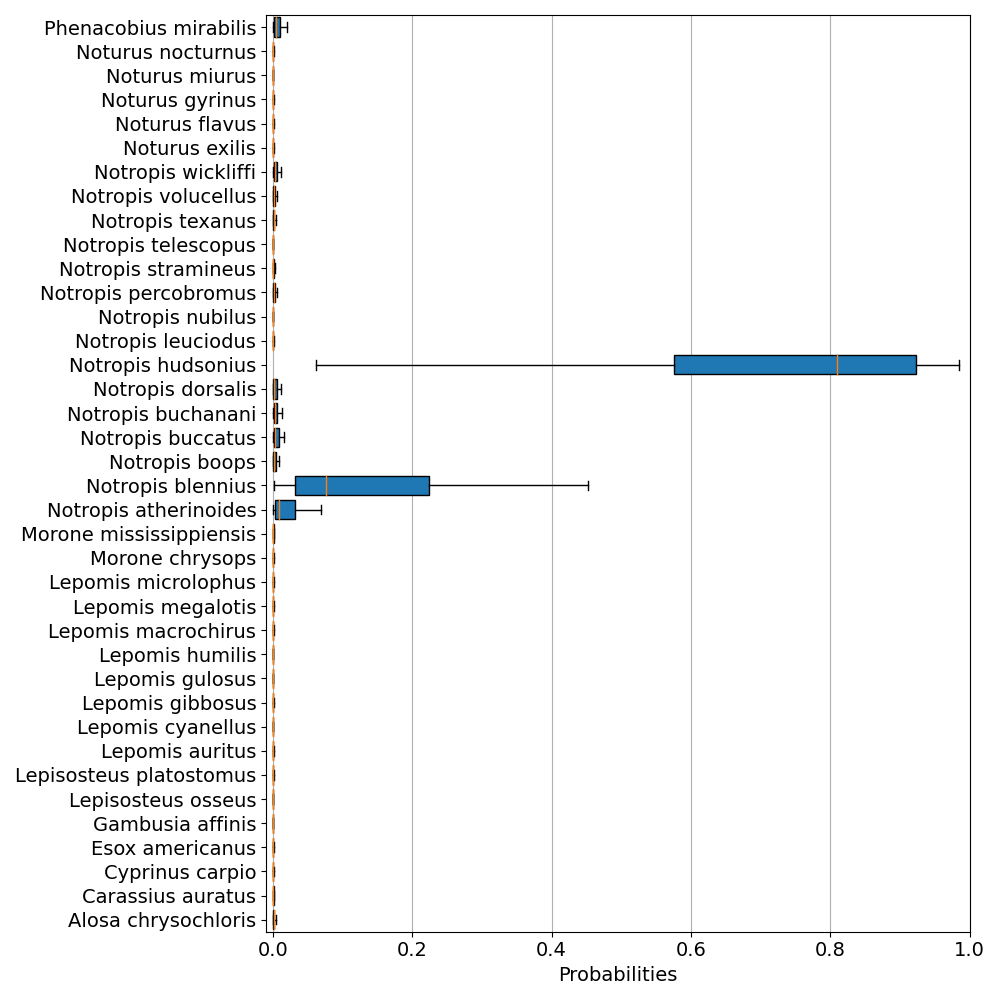 Phenacobius mirabilis
Noturus nocturnus
Noturus miurus
Noturus gyrinus
Noturus flavus
Noturus exilis
Notropis wickliffi
Notropis volucellus
Notropis texanus
Notropis telescopus
Notropis stramineus
Notropis percobromus
Notropis nubilus
Notropis leuciodus
Notropis hudsonius
Notropis dorsalis
Notropis buchanani
Notropis buccatus
Notropis boops
Notropis blennius
Notropis atherinoides
Morone mississippiensis
Morone chrysops
Lepomis microlophus
Lepomis megalotis
Lepomis macrochirus
Lepomis humilis
Lepomis gulosus
Lepomis gibbosus
Lepomis cyanellus
Lepomis auritus
Lepisosteus platostomus
Lepisosteus osseus
Gambusia affinis
Esox americanus
Cyprinus carpio
Carassius auratus
Alosa chrysochloris
0.0 0.2 0.4 0.6 0.8 1.0
Probabilities